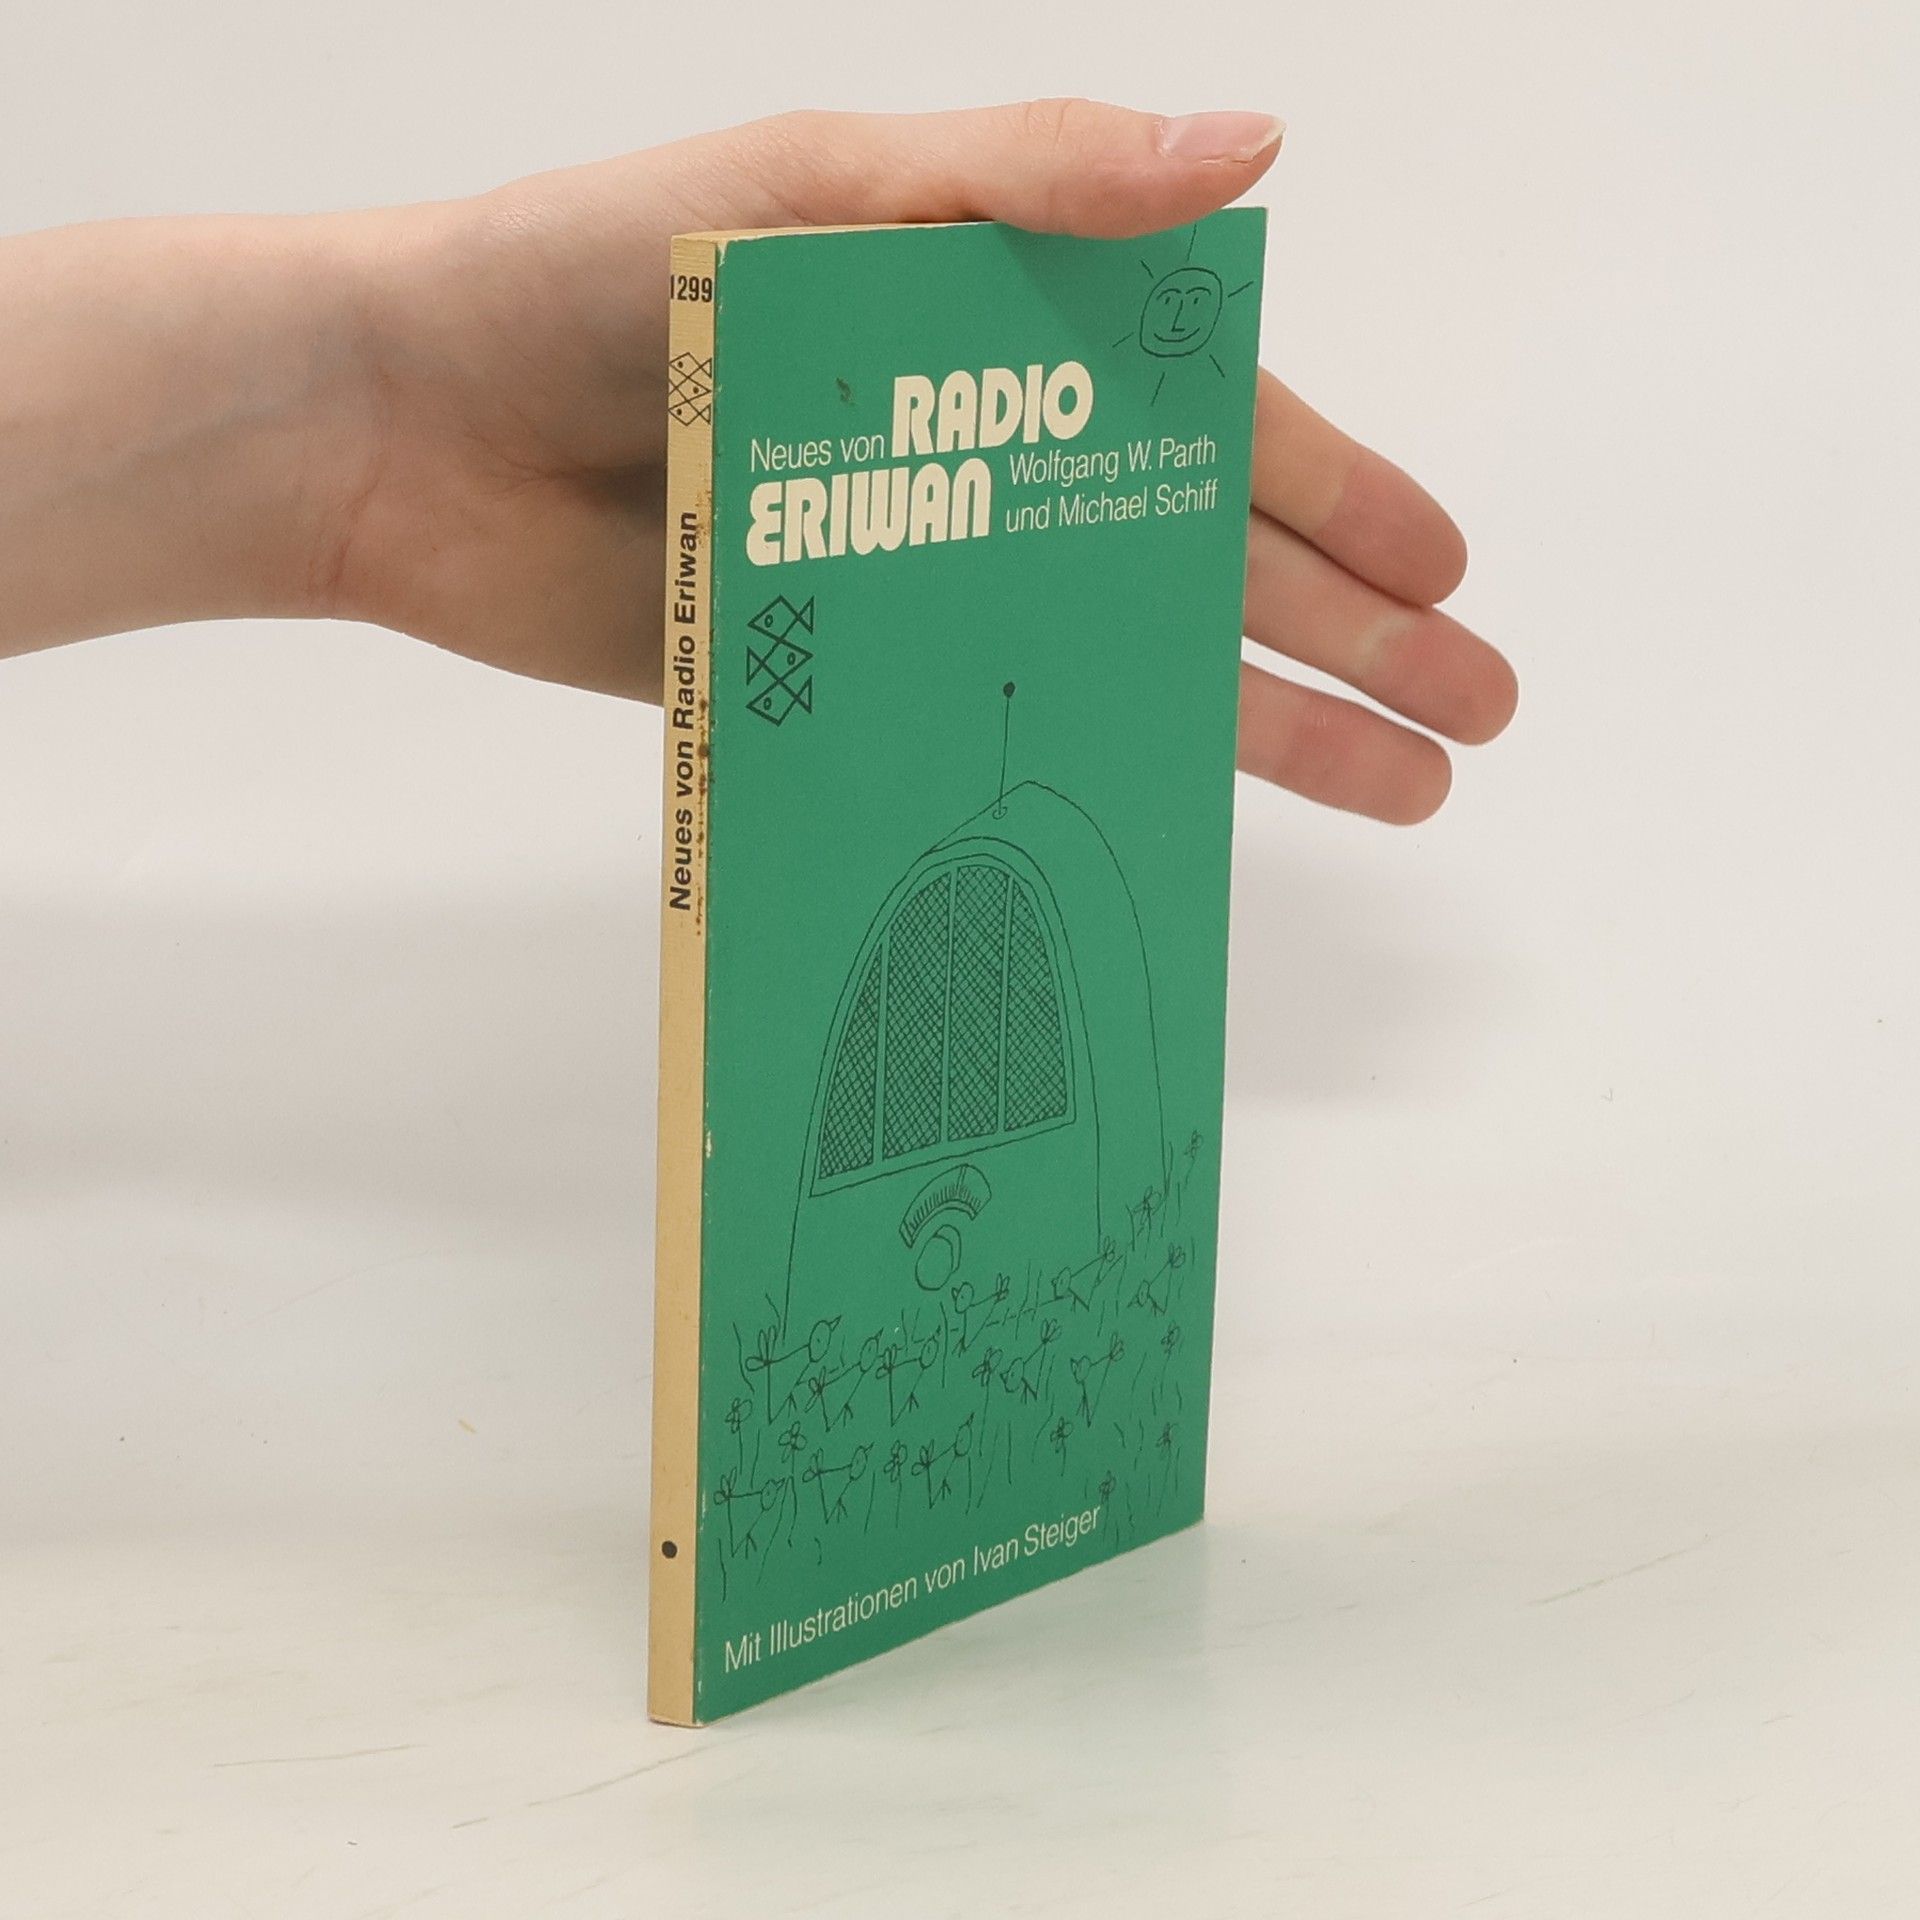 1299
Neues von Radio Eriwan
Neues von RADIO
ERIWAN
Wolfgang W. Parth
und Michael Schiff
Mit Illustrationen von Ivan Steiger